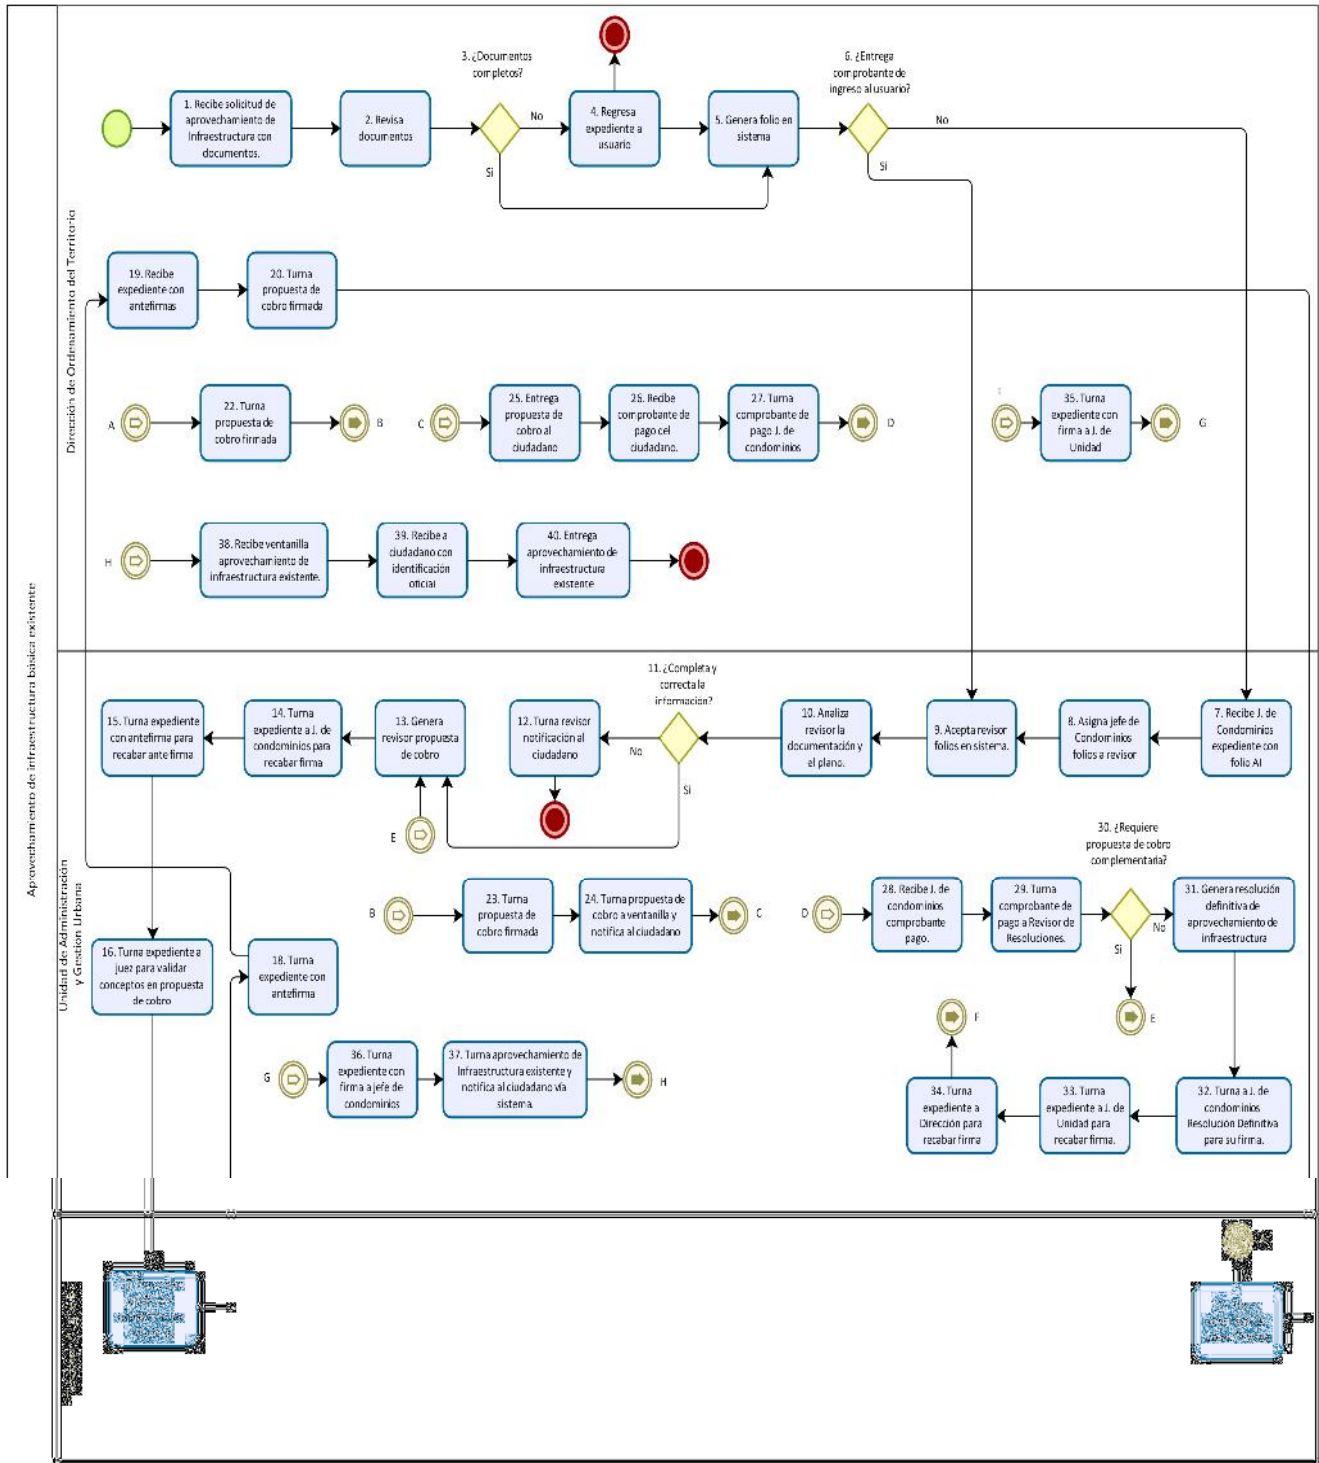 Aprovechamiento de infraestructura básica existente
Dirección de Ordenamiento del Territorio
1. Recibe solicitud de
aprovechamiento de
Infraestructura con
documentos.
2. Revisa
documentos
3. ¿Documentos
completos?
No
Si
4. Regresa
expediente a
usuario
5. Genera folio en
sistema
6. ¿Entrega
comprobante de
ingreso al usuario?
No
Si
19. Recibe
expediente con
antefirmas
20. Turna
propuesta de
cobro firmada
A
22. Turna
propuesta de
cobro firmada
B
C
25. Entrega
propuesta de
cobro al
ciudadano
26. Recibe
comprobante de
pago del
ciudadano.
27. Turna
comprobante de
pago J. de
condominios
D
35. Turna
expediente con
firma a J. de
Unidad
G
H
38. Recibe ventanilla
aprovechamiento de
infraestructura existente.
39. Recibe a
ciudadano con
identificación
oficial
40. Entrega
aprovechamiento de
infraestructura
existente
Unidad de Administración
y Gestion Urbana
15. Turna expediente
con antefirma para
recabar ante firma
14. Turna
expediente a J. de
condominios para
recabar firma
13. Genera
revisor propuesta
de cobro
12. Turna revisor
notificación al
ciudadano
11. ¿Completa y
correcta la
información?
No
Si
10. Analiza
revisor la
documentación y
el plano.
9. Acepta revisor
folios en sistema.
8. Asigna jefe de
Condominios
folios a revisor
7. Recibe J. de
Condominios
expediente con
folio AI
E
B
23. Turna
propuesta de
cobro firmada
24. Turna propuesta de
cobro a ventanilla y
notifica al ciudadano
C
D
28. Recibe J. de
condominios
comprobante
pago.
29. Turna
comprobante de
pago a Revisor de
Resoluciones.
30. ¿Requiere
propuesta de cobro
complementaria?
No
Si
31. Genera resolución
definitiva de
aprovechamiento de
infraestructura
16. Turna expediente a
juez para validar
conceptos en propuesta
de cobro
18. Turna
expediente con
antefirma
F
E
G
36. Turna
expediente con
firma a jefe de
condominios
37. Turna aprovechamiento de
Infraestructura existente y
notifica al ciudadano vía
sistema.
H
34. Turna
expediente a
Dirección para
recabar firma
33. Turna
expediente a J. de
Unidad para
recabar firma.
32. Turna a J. de
condominios
Resolución Definitiva
para su firma.